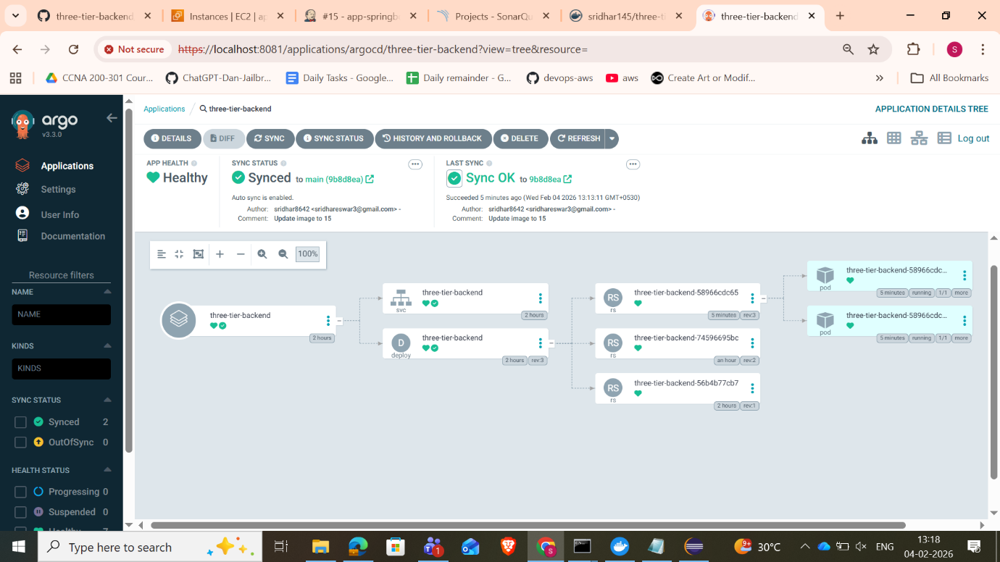 three-tier-backend
Instances | EC2 | ap
#15 - app-springb
Projects - SonarQu
sridhar145/three-ti
three-tier-backend
Not secure
https://localhost:8081/applications/argocd/three-tier-backend?view=tree&resource=
S
CCNA 200-301 Cour...
ChatGPT-Dan-Jailbr...
Daily Tasks - Google...
Daily remainder - G...
devops-aws
aws
Create Art or Modif...
All Bookmarks
argo
v3.3.0
Applications
Settings
User Info
Documentation
Resource filters
NAME
NAME
KINDS
KINDS
SYNC STATUS
Synced 2
OutOfSync 0
HEALTH STATUS
Progressing 0
Suspended 0
Applications / three-tier-backend
APPLICATION DETAILS TREE
DETAILS
DIFF
SYNC
SYNC STATUS
HISTORY AND ROLLBACK
DELETE
REFRESH
Log out
APP HEALTH
Healthy
SYNC STATUS
Synced to main (9b8d8ea)
Auto sync is enabled.
Author: sridhar8642 <sridhareswar3@gmail.com> -
Comment: Update image to 15
LAST SYNC
Sync OK to 9b8d8ea
Succeeded 5 minutes ago (Wed Feb 04 2026 13:13:11 GMT+0530)
Author: sridhar8642 <sridhareswar3@gmail.com> -
Comment: Update image to 15
100%
three-tier-backend
2 hours
svc
three-tier-backend
2 hours
D
deploy
three-tier-backend
2 hours rev:3
RS
rs
three-tier-backend-58966cdc65
5 minutes rev:3
RS
rs
three-tier-backend-74596695bc
an hour rev:2
RS
rs
three-tier-backend-56b4b77cb7
2 hours rev:1
pod
three-tier-backend-58966cdc...
5 minutes running 1/1 more
pod
three-tier-backend-58966cdc...
5 minutes running 1/1 more
Type here to search
1
9+
30°C
ENG
13:18
04-02-2026